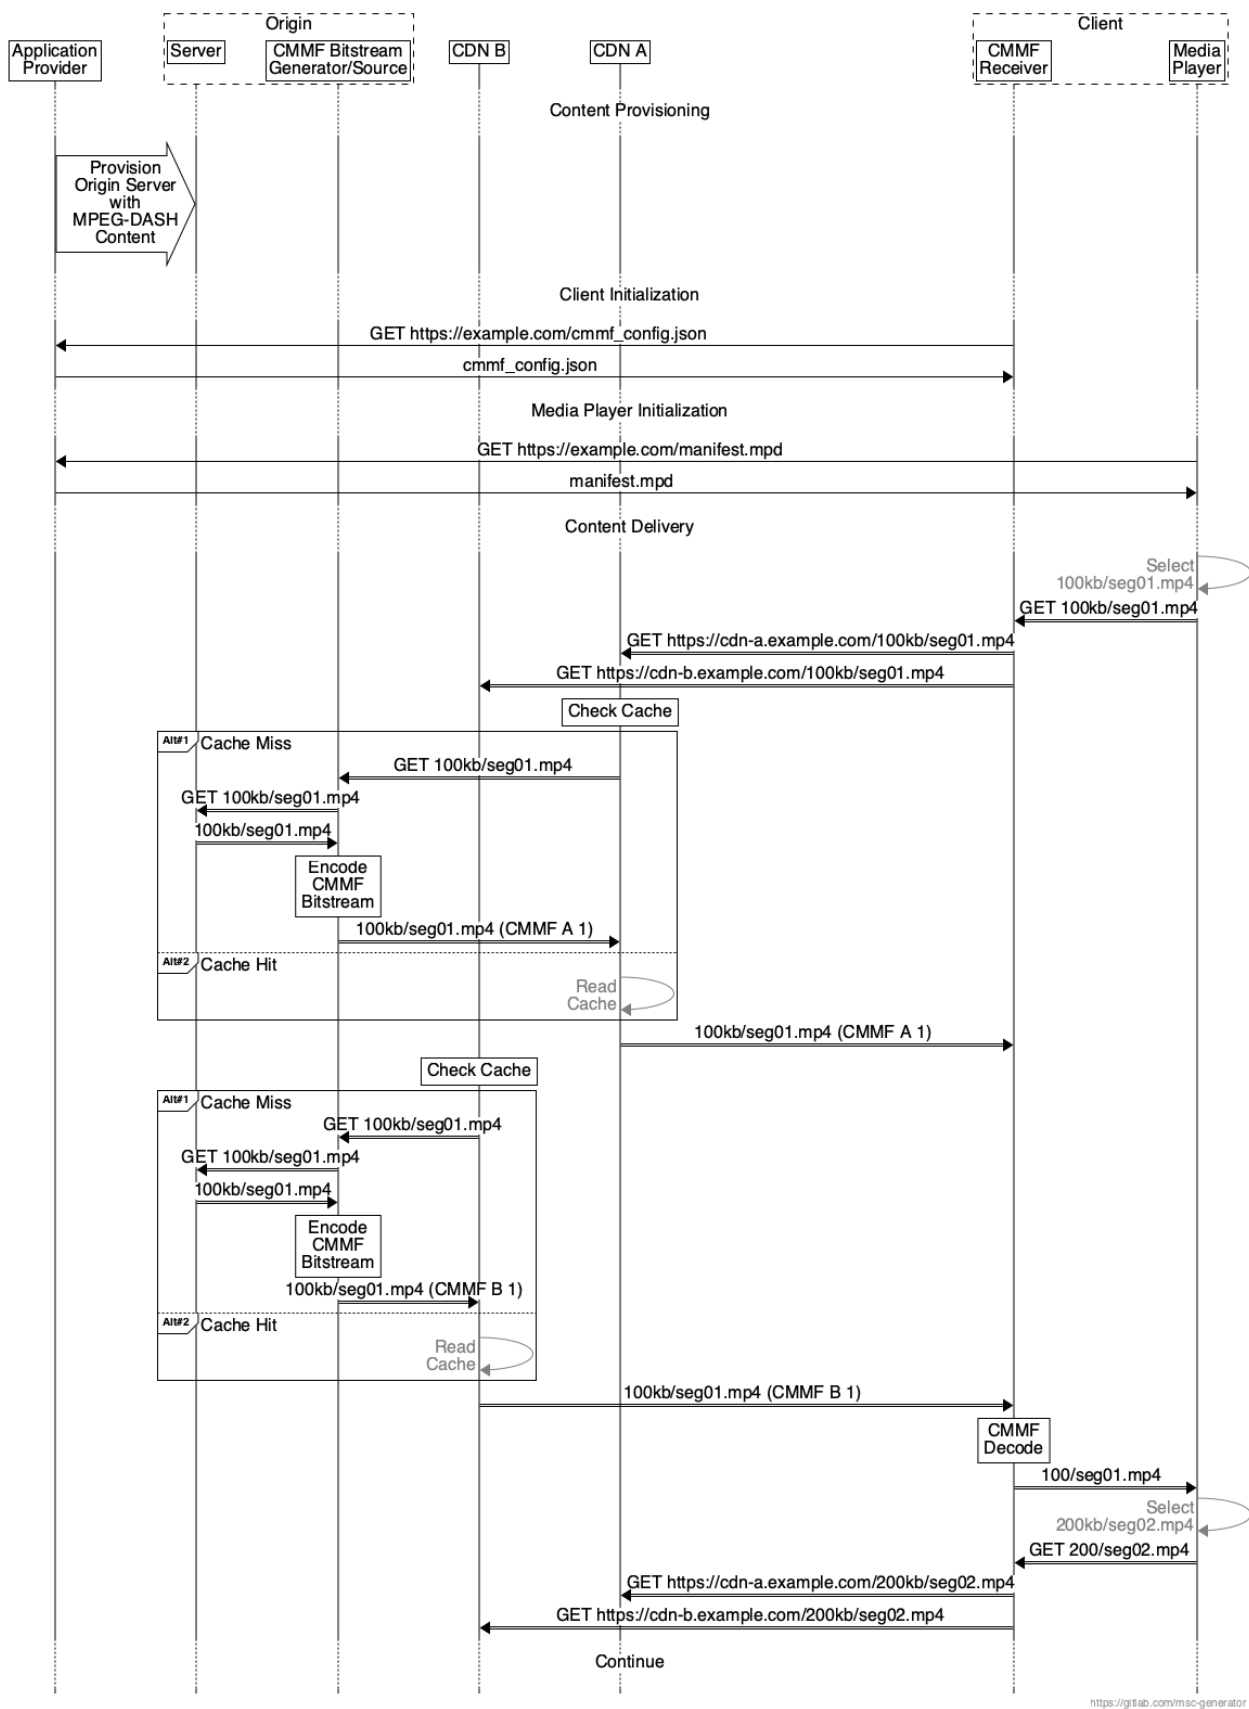 Origin
Client
Application
Provider
Server
CMMF Bitstream
Generator/Source
CDN B
CDN A
CMMF
Receiver
Media
Player
Content Provisioning
Provision
Origin Server
with
MPEG-DASH
Content
Client Initialization
GET https://example.com/cmmf_config.json
cmmf_config.json
Media Player Initialization
GET https://example.com/manifest.mpd
manifest.mpd
Content Delivery
Select
100kb/seg01.mp4
GET 100kb/seg01.mp4
GET https://cdn-a.example.com/100kb/seg01.mp4
GET https://cdn-b.example.com/100kb/seg01.mp4
Check Cache
Alt#1 Cache Miss
GET 100kb/seg01.mp4
GET 100kb/seg01.mp4
100kb/seg01.mp4
Encode
CMMF
Bitstream
100kb/seg01.mp4 (CMMF A 1)
Alt#2 Cache Hit
Read
Cache
100kb/seg01.mp4 (CMMF A 1)
Check Cache
Alt#1 Cache Miss
GET 100kb/seg01.mp4
GET 100kb/seg01.mp4
100kb/seg01.mp4
Encode
CMMF
Bitstream
100kb/seg01.mp4 (CMMF B 1)
Alt#2 Cache Hit
Read
Cache
100kb/seg01.mp4 (CMMF B 1)
CMMF
Decode
100/seg01.mp4
Select
200kb/seg02.mp4
GET 200/seg02.mp4
GET https://cdn-a.example.com/200kb/seg02.mp4
GET https://cdn-b.example.com/200kb/seg02.mp4
Continue
https://gitlab.com/msc-generator